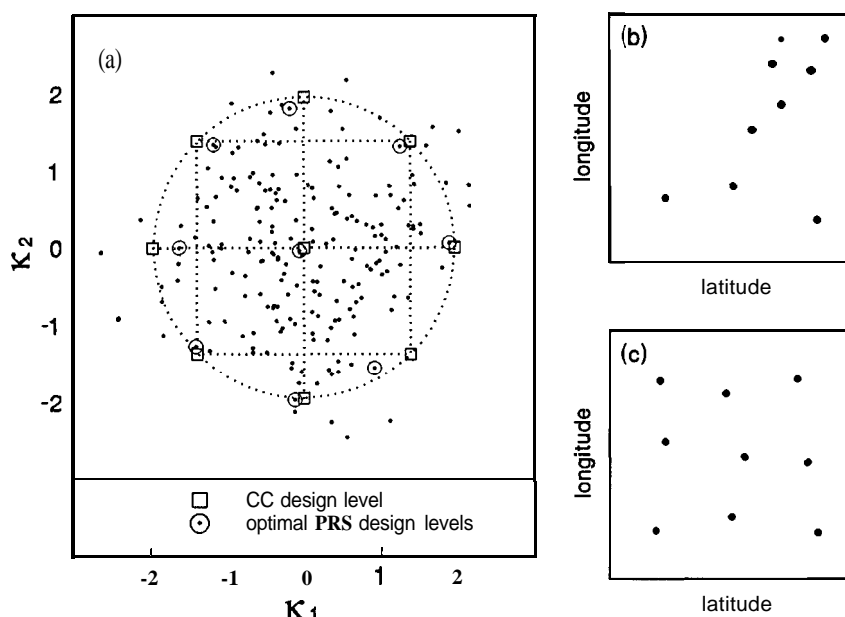 (a)
2
1
0
-1
-2
κ2
CC design level
optimal PRS design levels
-2 -1 0 1 2
κ1
(b)
longitude
latitude
(c)
longitude
latitude